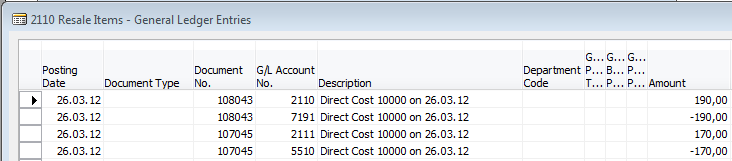 2110 Resale Items - General Ledger Entries
Posting Date Document Type Document No. G/L Account No. Description Department Code G... P... T... G... B... P... G... P... P... Amount
26.03.12 108043 2110 Direct Cost 10000 on 26.03.12 190,00
26.03.12 108043 7191 Direct Cost 10000 on 26.03.12 -190,00
26.03.12 107045 2111 Direct Cost 10000 on 26.03.12 170,00
26.03.12 107045 5510 Direct Cost 10000 on 26.03.12 -170,00